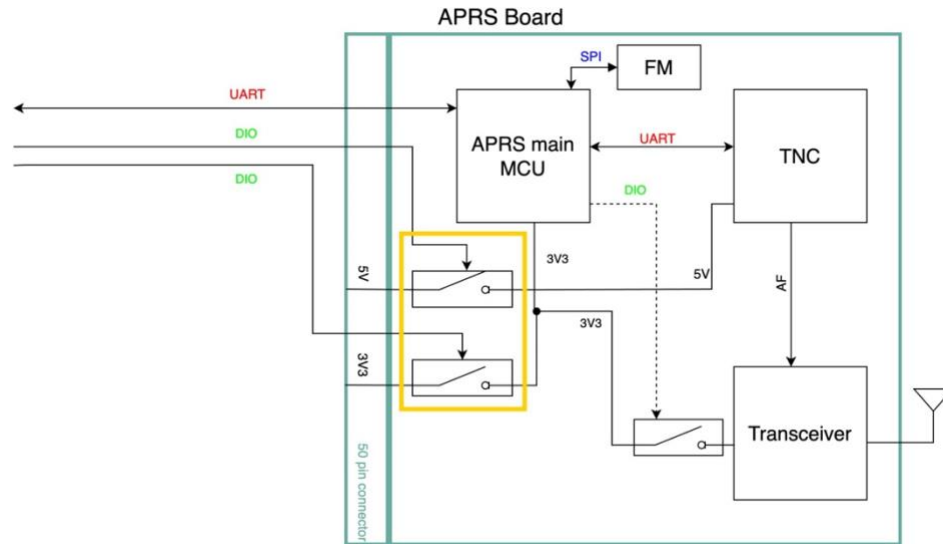 APRS Board
SPI
FM
UART
DIO
APRS main
MCU
UART
TNC
DIO
DIO
5V
3V3
5V
AF
3V3
3V3
Transceiver
50 pin connector